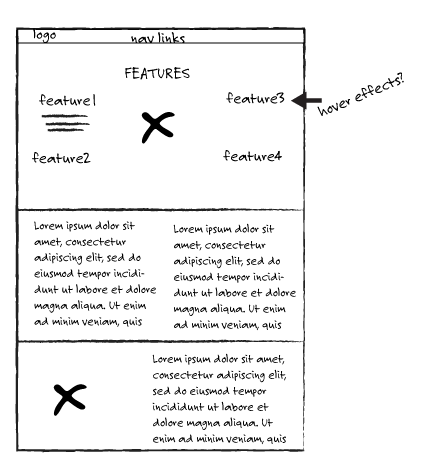 logo
nav links
FEATURES
feature1
feature3
hover effects?
feature2
feature4
Lorem ipsum dolor sit
amet, consectetur
adipiscing elit, sed do
eiusmod tempor incidi-
dunt ut labore et dolore
magna aliqua. Ut enim
ad minim veniam, quis
Lorem ipsum dolor sit
amet, consectetur
adipiscing elit, sed do
eiusmod tempor incidi-
dunt ut labore et dolore
magna aliqua. Ut enim
ad minim veniam, quis
Lorem ipsum dolor sit amet,
consectetur adipiscing elit,
sed do eiusmod tempor
incididunt ut labore et
dolore magna aliqua. Ut
enim ad minim veniam, quis